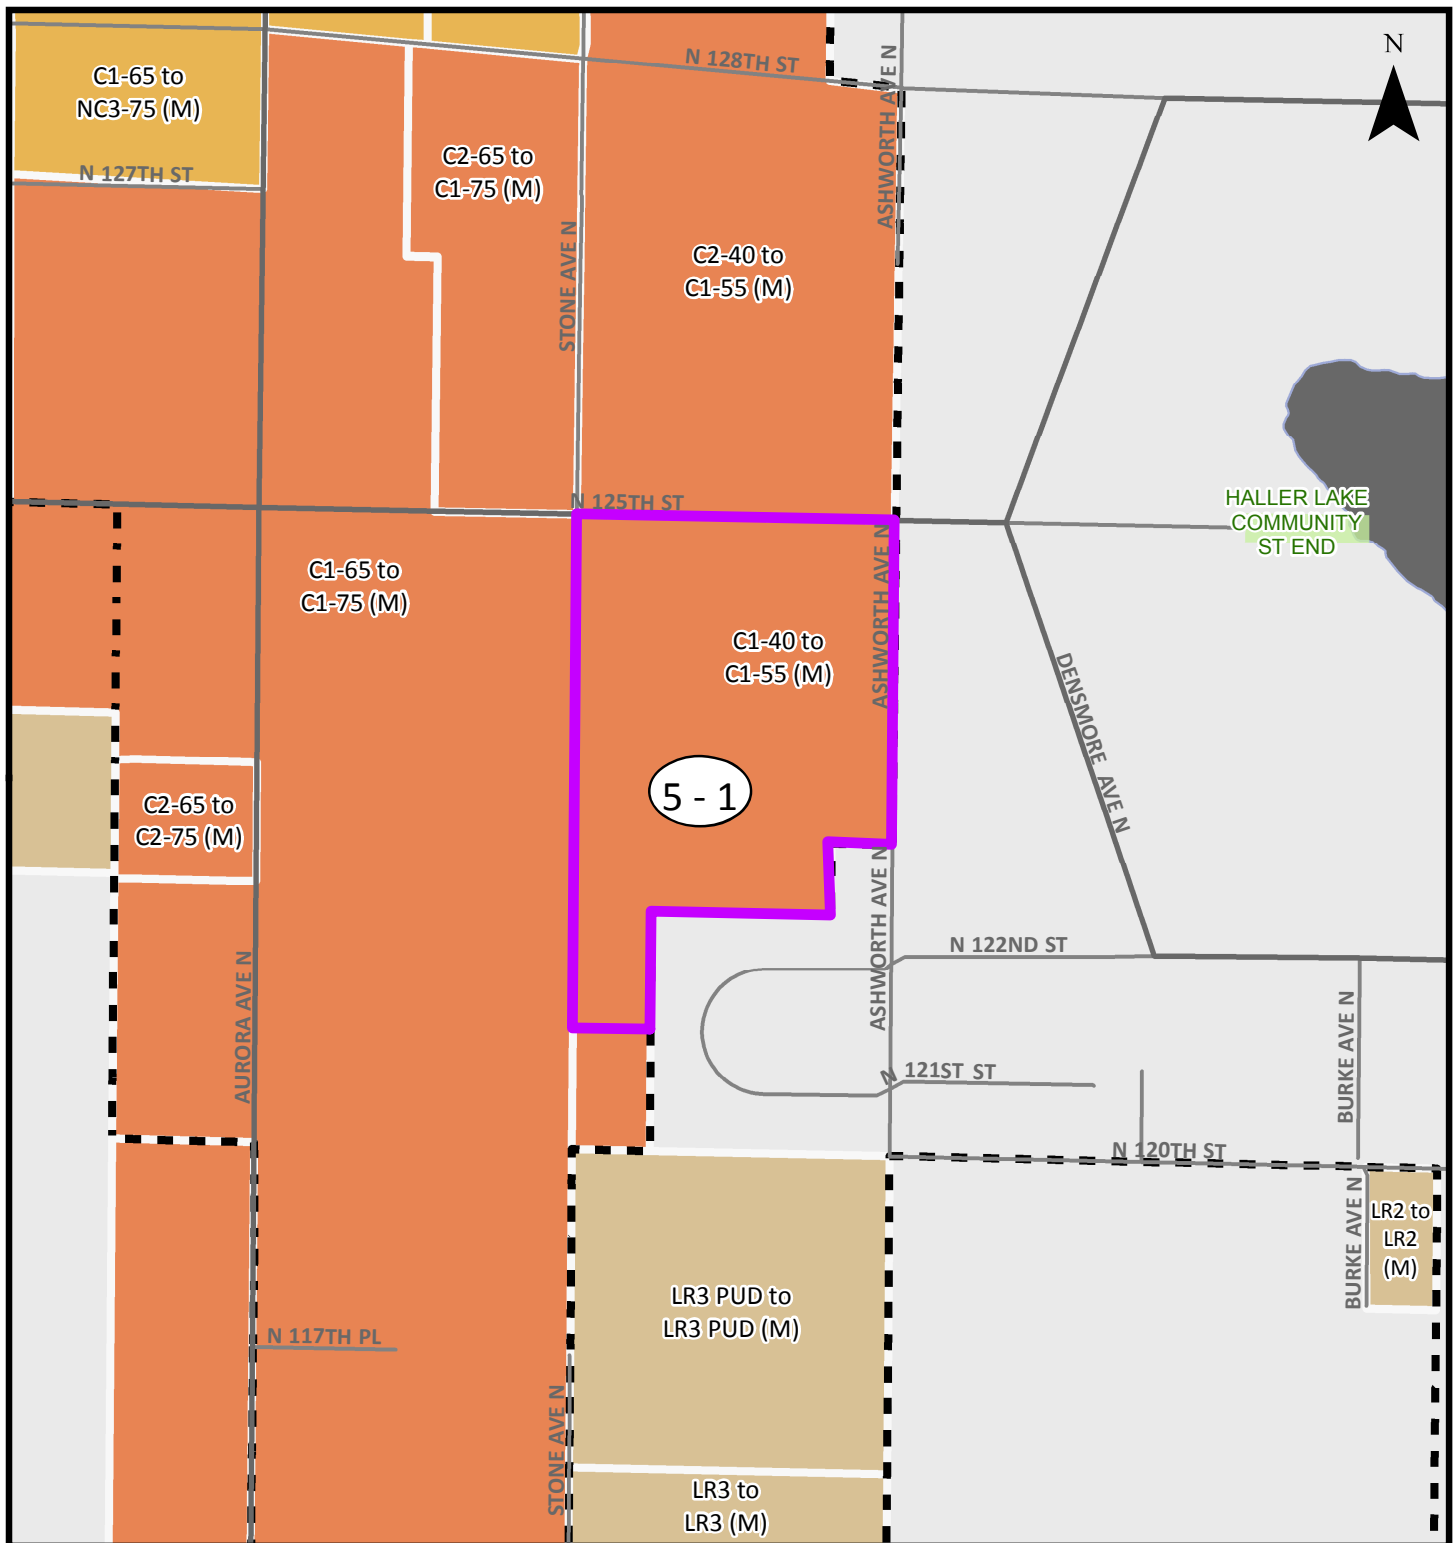 N
N 128TH ST
ASHWORTH AVE N
C1-65 to
NC3-75 (M)
N 127TH ST
C2-65 to
C1-75 (M)
STONE AVE N
C2-40 to
C1-55 (M)
N 125TH ST
HALLER LAKE
COMMUNITY
ST END
C1-65 to
C1-75 (M)
ASHWORTH AVE N
C1-40 to
C1-55 (M)
DENSMORE AVE N
C2-65 to
C2-75 (M)
5 - 1
ASHWORTH AVE N
N 122ND ST
AURORA AVE N
BURKE AVE N
N 121ST ST
N 120TH ST
BURKE AVE N
LR2 to
LR2
(M)
LR3 PUD to
LR3 PUD (M)
N 117TH PL
STONE AVE N
LR3 to
LR3 (M)